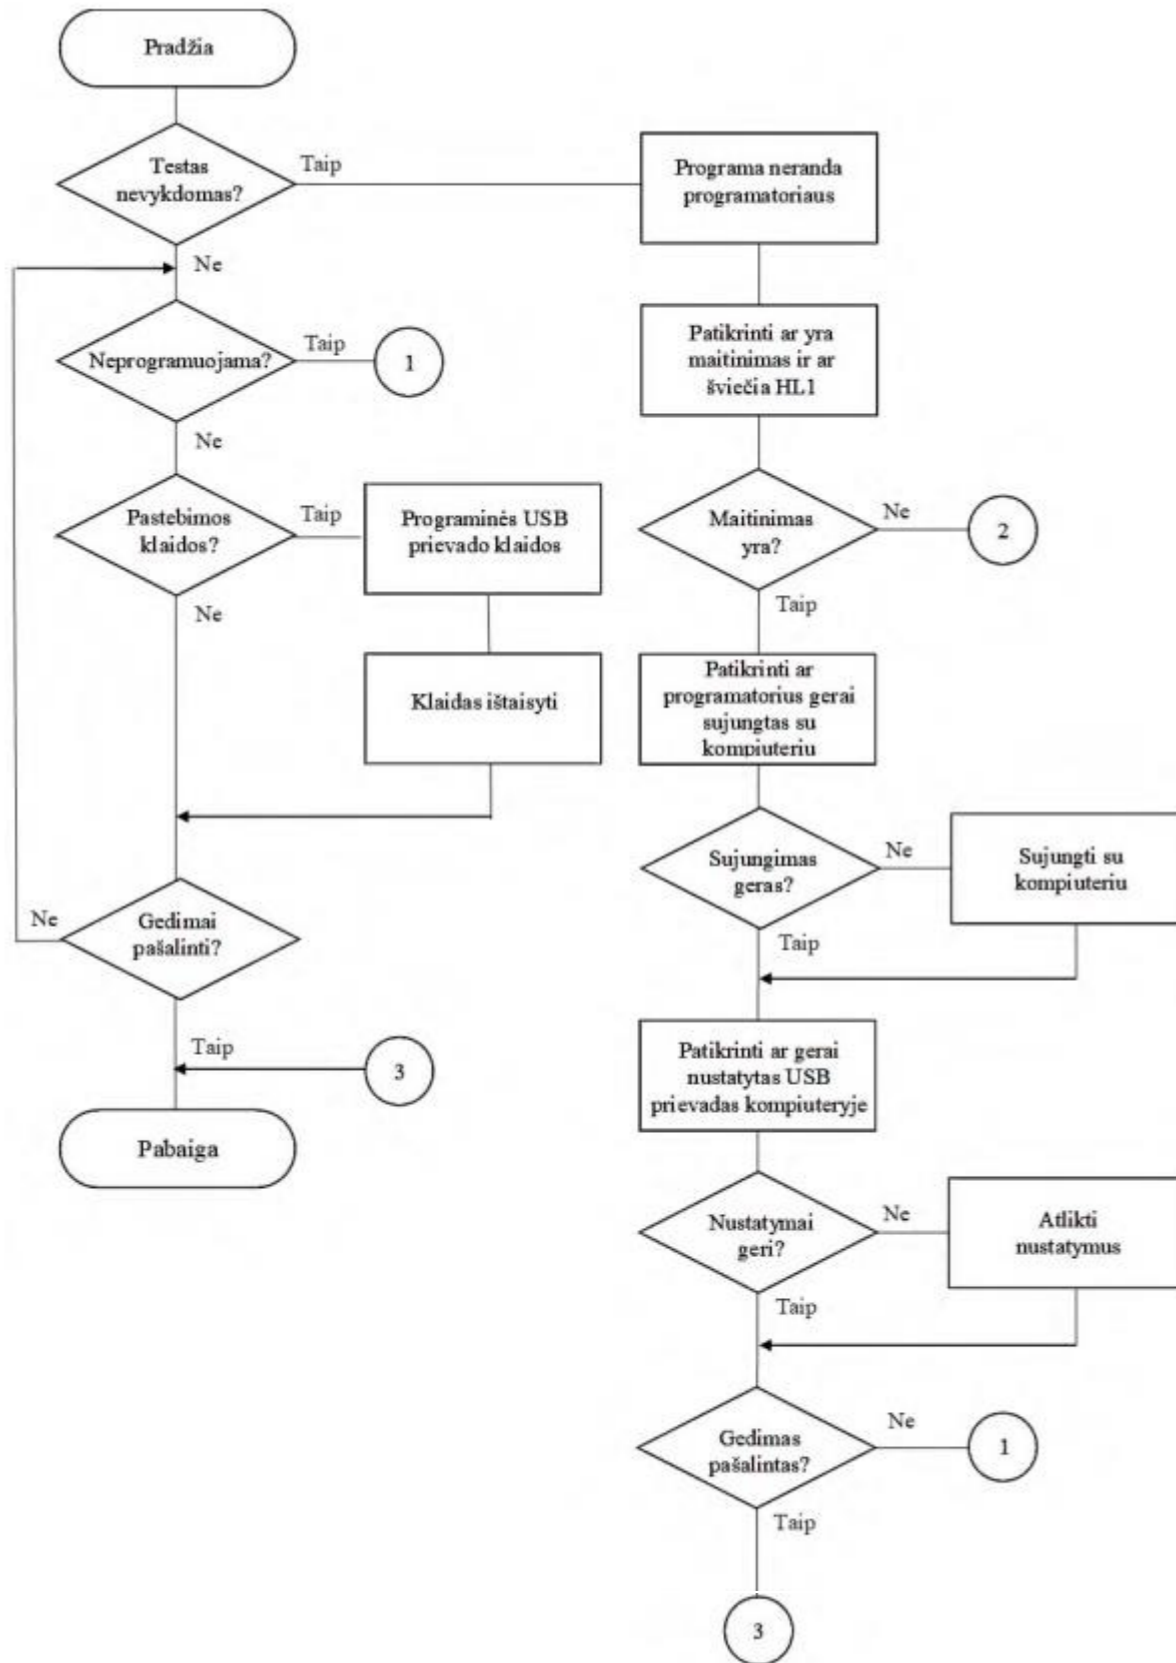 Pradžia
Testas
nevykdomas?
Taip
Ne
Neprogramuojama?
Taip
1
Ne
Pastebimos
klaidos?
Taip
Programinės USB
prievado klaidos
Ne
Klaidas ištaisyti
Gedimai
pašalinti?
Ne
Taip
3
Pabaiga
Programa neranda
programatoriaus
Patikrinti ar yra
maitinimas ir ar
šviečia HL1
Maitinimas
yra?
Ne
2
Taip
Patikrinti ar
programatorius gerai
sujungtas su
kompiuteriu
Sujungimas
geras?
Ne
Sujungti su
kompiuteriu
Taip
Patikrinti ar gerai
nustatytas USB
prievadas kompiuteryje
Nustatymai
geri?
Ne
Atlikti
nustatymus
Taip
Gedimas
pašalintas?
Ne
1
Taip
3